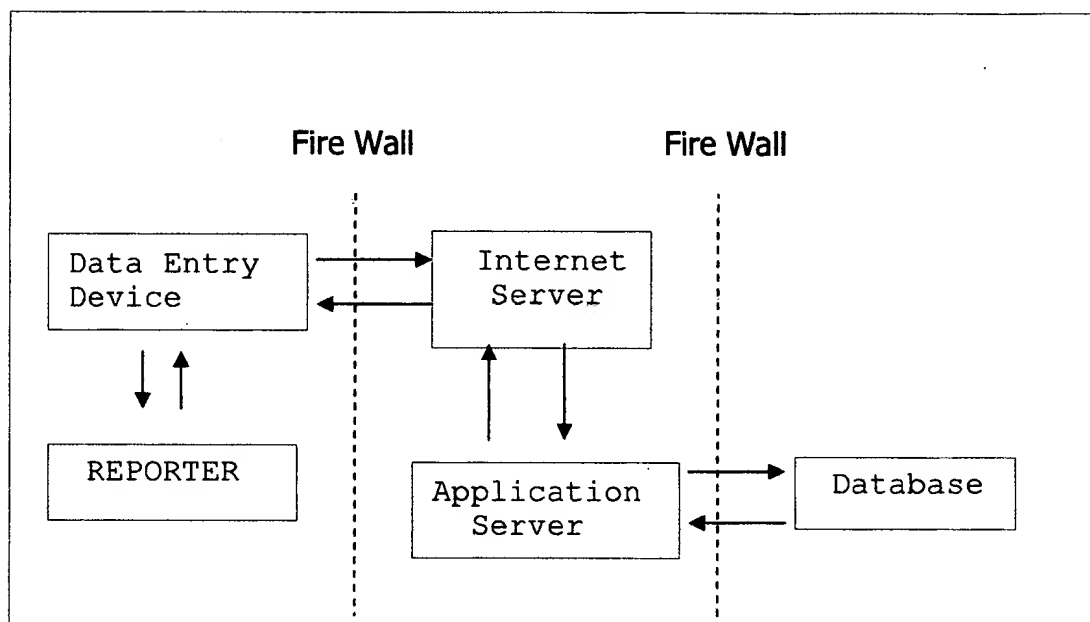 Fire Wall
Fire Wall
Data Entry
Device
Internet
Server
REPORTER
Application
Server
Database